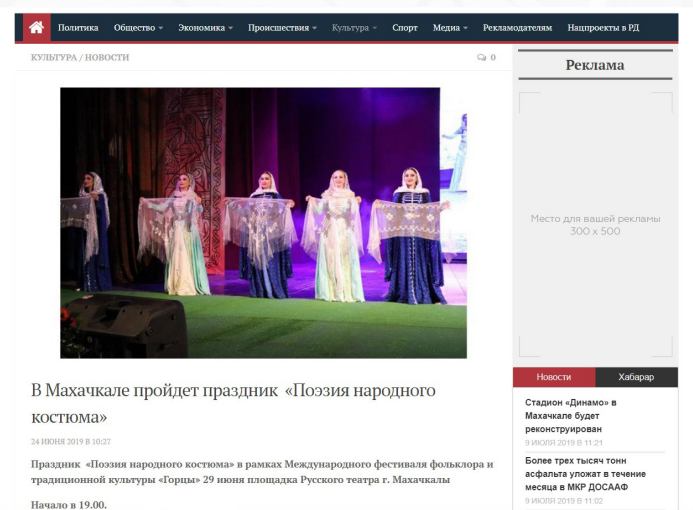 Политика Общество Экономика Происшествия Культура Спорт Медиа Рекламодателям Нацпроекты в РД
КУЛЬТУРА / НОВОСТИ
0
В Махачкале пройдет праздник «Поэзия народного
костюма»
24 ИЮНЯ 2019 В 10:27
Праздник «Поэзия народного костюма» в рамках Международного фестиваля фольклора и
традиционной культуры «Горцы» 29 июня площадка Русского театра г. Махачкалы
Начало в 19.00.
Реклама
Место для вашей рекламы
300 x 500
Новости Хабарар
Стадион «Динамо» в
Махачкале будет
реконструирован
9 ИЮЛЯ 2019 В 11:21
Более трех тысяч тонн
асфальта уложат в течение
месяца в МКР ДОСААФ
9 ИЮЛЯ 2019 В 11:02